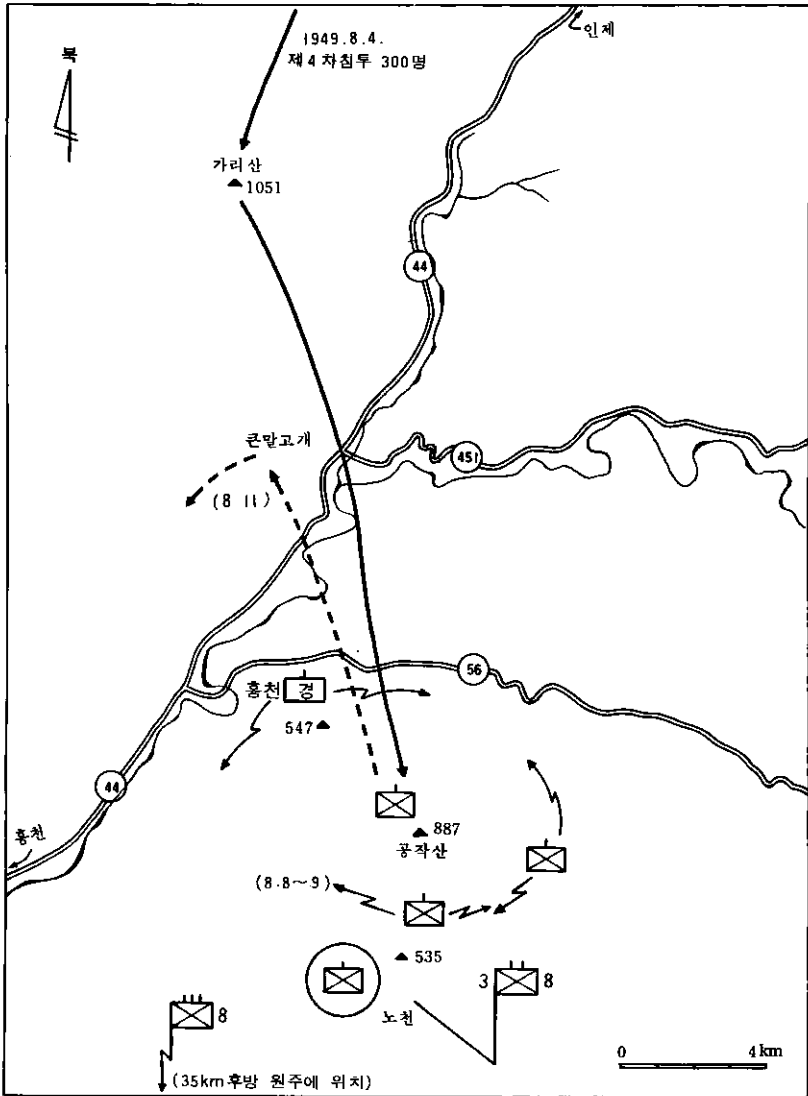 인제
1949.8.4.
제4차침투 300명
북
가리산
1051
44
큰말고개
451
(8 11)
56
홍천 경
547
44
887
공작산
홍천
(8.8~9)
535
3 8
8
노천
0 4km
(35km후방 원주에 위치)